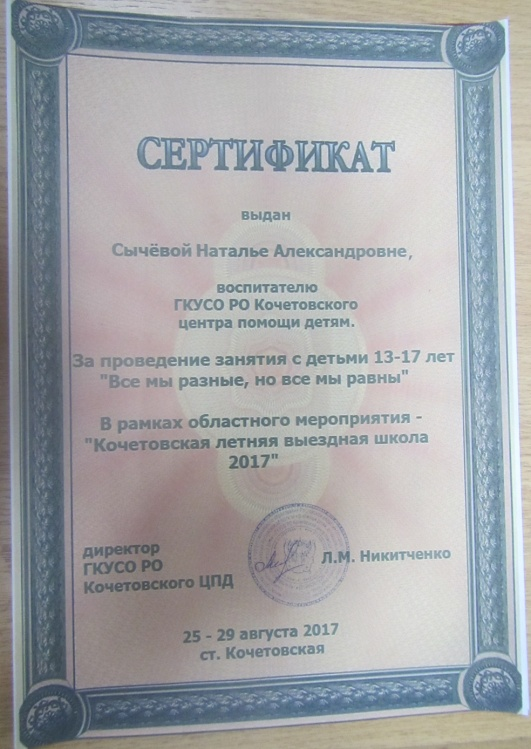 СЕРТИФИКАТ
выдан
Сычёвой Наталье Александровне,
воспитателю
ГКУСО РО Кочетовского
центра помощи детям.
За проведение занятия с детьми 13-17 лет
"Все мы разные, но все мы равны"
В рамках областного мероприятия -
"Кочетовская летняя выездная школа
2017"
директор
ГКУСО РО
Кочетовского ЦПД
Л.М. Никитченко
25 - 29 августа 2017
ст. Кочетовская